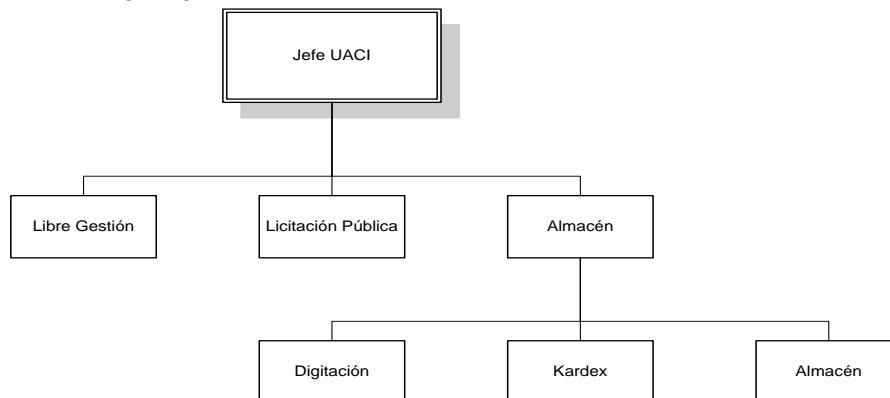 Jefe UACI
Libre Gestión
Licitación Pública
Almacén
Digitación
Kardex
Almacén